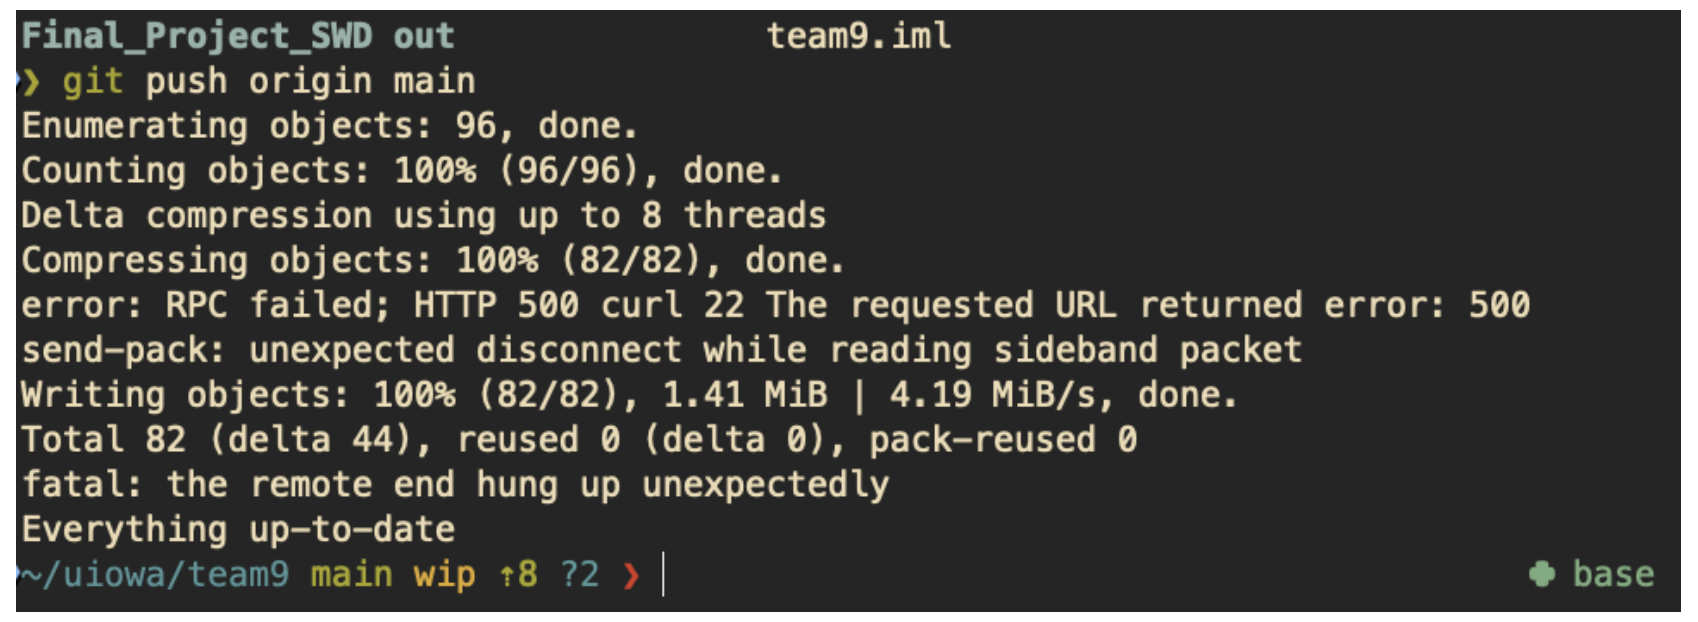 Final_Project_SWD out team9.iml
❯ git push origin main
Enumerating objects: 96, done.
Counting objects: 100% (96/96), done.
Delta compression using up to 8 threads
Compressing objects: 100% (82/82), done.
error: RPC failed; HTTP 500 curl 22 The requested URL returned error: 500
send-pack: unexpected disconnect while reading sideband packet
Writing objects: 100% (82/82), 1.41 MiB | 4.19 MiB/s, done.
Total 82 (delta 44), reused 0 (delta 0), pack-reused 0
fatal: the remote end hung up unexpectedly
Everything up-to-date
~/uiowa/team9 main wip ⇡8 ?2 ❯ base